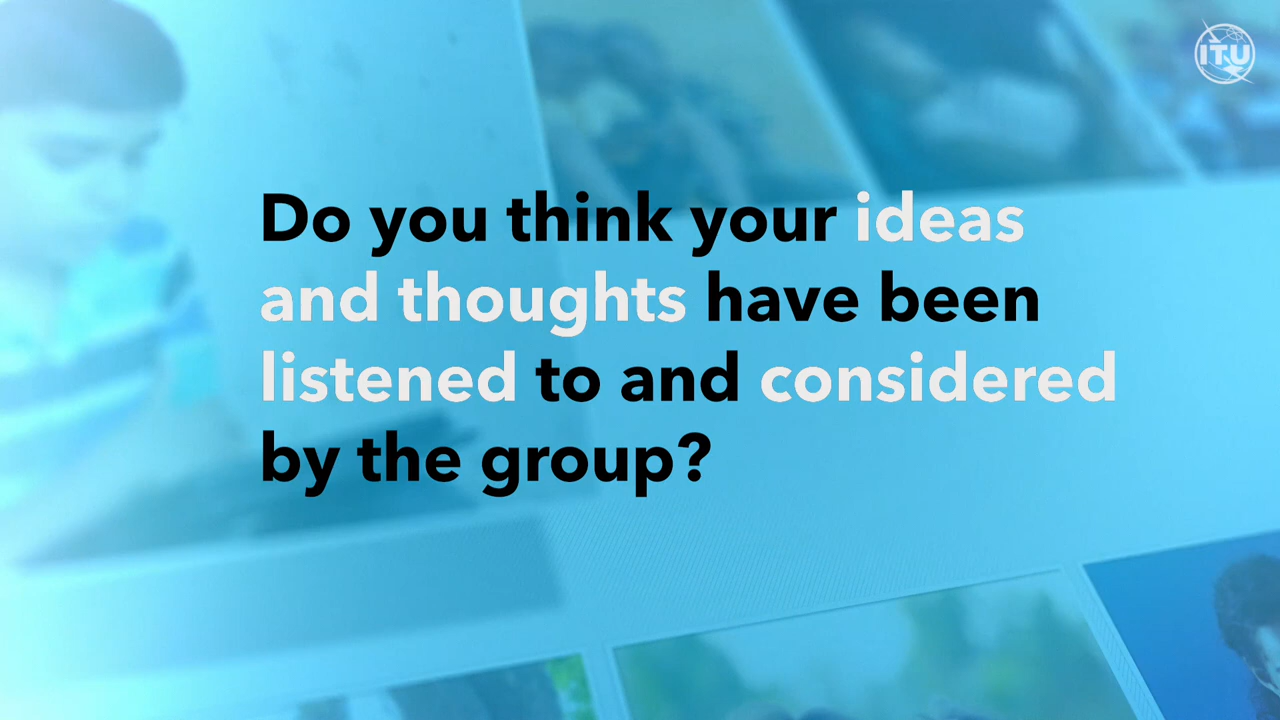 ITU
Do you think your ideas
and thoughts have been
listened to and considered
by the group?